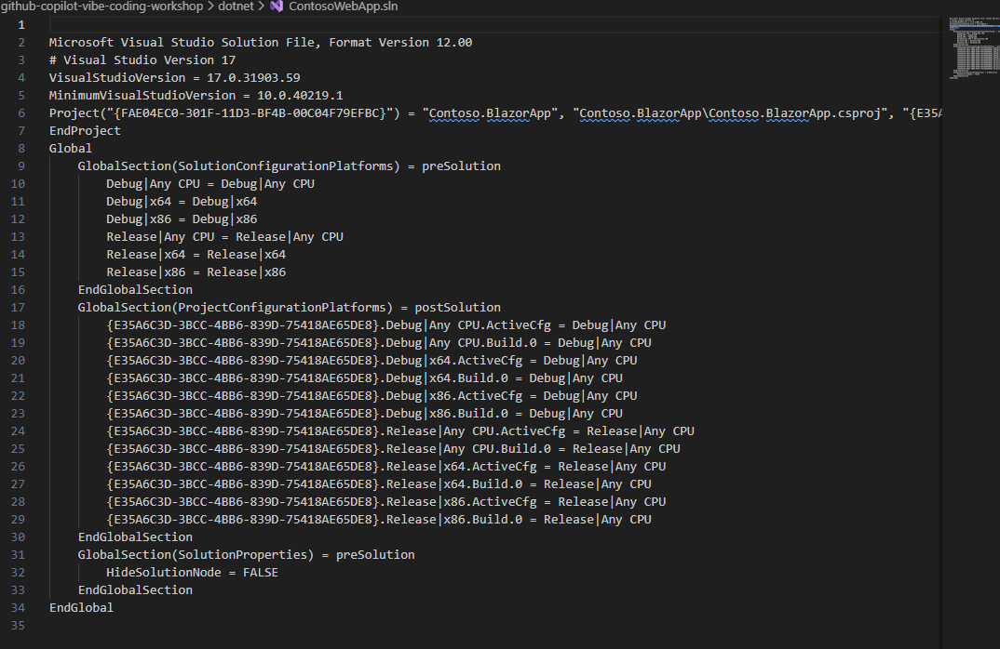 github-copilot-vibe-coding-workshop > dotnet > ContosoWebApp.sln
1
2 Microsoft Visual Studio Solution File, Format Version 12.00
3 # Visual Studio Version 17
4 VisualStudioVersion = 17.0.31903.59
5 MinimumVisualStudioVersion = 10.0.40219.1
6 Project("{FAE04EC0-301F-11D3-BF4B-00C04F79EFBC}") = "Contoso.BlazorApp", "Contoso.BlazorApp\Contoso.BlazorApp.csproj", "{E35A
7 EndProject
8 Global
9 GlobalSection(SolutionConfigurationPlatforms) = preSolution
10 Debug|Any CPU = Debug|Any CPU
11 Debug|x64 = Debug|x64
12 Debug|x86 = Debug|x86
13 Release|Any CPU = Release|Any CPU
14 Release|x64 = Release|x64
15 Release|x86 = Release|x86
16 EndGlobalSection
17 GlobalSection(ProjectConfigurationPlatforms) = postSolution
18 {E35A6C3D-3BCC-4BB6-839D-75418AE65DE8}.Debug|Any CPU.ActiveCfg = Debug|Any CPU
19 {E35A6C3D-3BCC-4BB6-839D-75418AE65DE8}.Debug|Any CPU.Build.0 = Debug|Any CPU
20 {E35A6C3D-3BCC-4BB6-839D-75418AE65DE8}.Debug|x64.ActiveCfg = Debug|Any CPU
21 {E35A6C3D-3BCC-4BB6-839D-75418AE65DE8}.Debug|x64.Build.0 = Debug|Any CPU
22 {E35A6C3D-3BCC-4BB6-839D-75418AE65DE8}.Debug|x86.ActiveCfg = Debug|Any CPU
23 {E35A6C3D-3BCC-4BB6-839D-75418AE65DE8}.Debug|x86.Build.0 = Debug|Any CPU
24 {E35A6C3D-3BCC-4BB6-839D-75418AE65DE8}.Release|Any CPU.ActiveCfg = Release|Any CPU
25 {E35A6C3D-3BCC-4BB6-839D-75418AE65DE8}.Release|Any CPU.Build.0 = Release|Any CPU
26 {E35A6C3D-3BCC-4BB6-839D-75418AE65DE8}.Release|x64.ActiveCfg = Release|Any CPU
27 {E35A6C3D-3BCC-4BB6-839D-75418AE65DE8}.Release|x64.Build.0 = Release|Any CPU
28 {E35A6C3D-3BCC-4BB6-839D-75418AE65DE8}.Release|x86.ActiveCfg = Release|Any CPU
29 {E35A6C3D-3BCC-4BB6-839D-75418AE65DE8}.Release|x86.Build.0 = Release|Any CPU
30 EndGlobalSection
31 GlobalSection(SolutionProperties) = preSolution
32 HideSolutionNode = FALSE
33 EndGlobalSection
34 EndGlobal
35